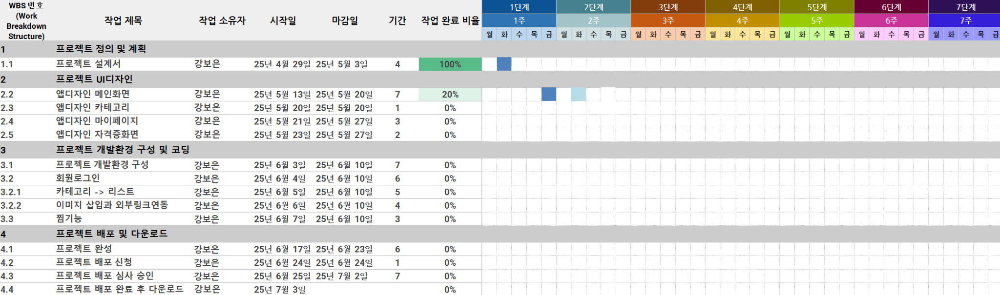 WBS 번호
(Work
Breakdown
Structure)
작업 제목 작업 소유자 시작일 마감일 기간 작업 완료 비율
1단계 2단계 3단계 4단계 5단계 6단계 7단계
1주 2주 3주 4주 5주 6주 7주
월 화 수 목 금 월 화 수 목 금 월 화 수 목 금 월 화 수 목 금 월 화 수 목 금 월 화 수 목 금 월 화 수 목 금
1 프로젝트 정의 및 계획
1.1 프로젝트 설계서 강보은 25년 4월 29일 25년 5월 3일 4 100%
2 프로젝트 UI디자인
2.2 앱디자인 메인화면 강보은 25년 5월 13일 25년 5월 20일 7 20%
2.3 앱디자인 카테고리 강보은 25년 5월 20일 25년 5월 20일 1 0%
2.4 앱디자인 마이페이지 강보은 25년 5월 21일 25년 5월 27일 3 0%
2.5 앱디자인 자격증화면 강보은 25년 5월 23일 25년 5월 27일 2 0%
3 프로젝트 개발환경 구성 및 코딩
3.1 프로젝트 개발환경 구성 강보은 25년 6월 3일 25년 6월 10일 7 0%
3.2 회원로그인 강보은 25년 6월 4일 25년 6월 10일 6 0%
3.2.1 카테고리 -> 리스트 강보은 25년 6월 5일 25년 6월 10일 5 0%
3.2.2 이미지 삽입과 외부링크연동 강보은 25년 6월 6일 25년 6월 10일 4 0%
3.3 찜기능 강보은 25년 6월 7일 25년 6월 10일 3 0%
4 프로젝트 배포 및 다운로드
4.1 프로젝트 완성 강보은 25년 6월 17일 25년 6월 23일 6 0%
4.2 프로젝트 배포 신청 강보은 25년 6월 24일 25년 6월 24일 1 0%
4.3 프로젝트 배포 심사 승인 강보은 25년 6월 25일 25년 7월 2일 7 0%
4.4 프로젝트 배포 완료 후 다운로드 강보은 25년 7월 3일 0%